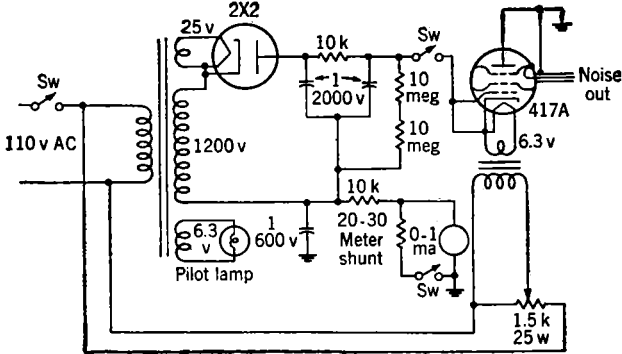 2X2
25 v
10 k
Sw
1
2000 v
10
meg
10
meg
Noise
out
417A
6.3 v
Sw
110 v AC
1200 v
10 k
20-30
Meter
shunt
0-1
ma
Sw
6.3
v
Pilot lamp
1
600 v
1.5 k
25 w